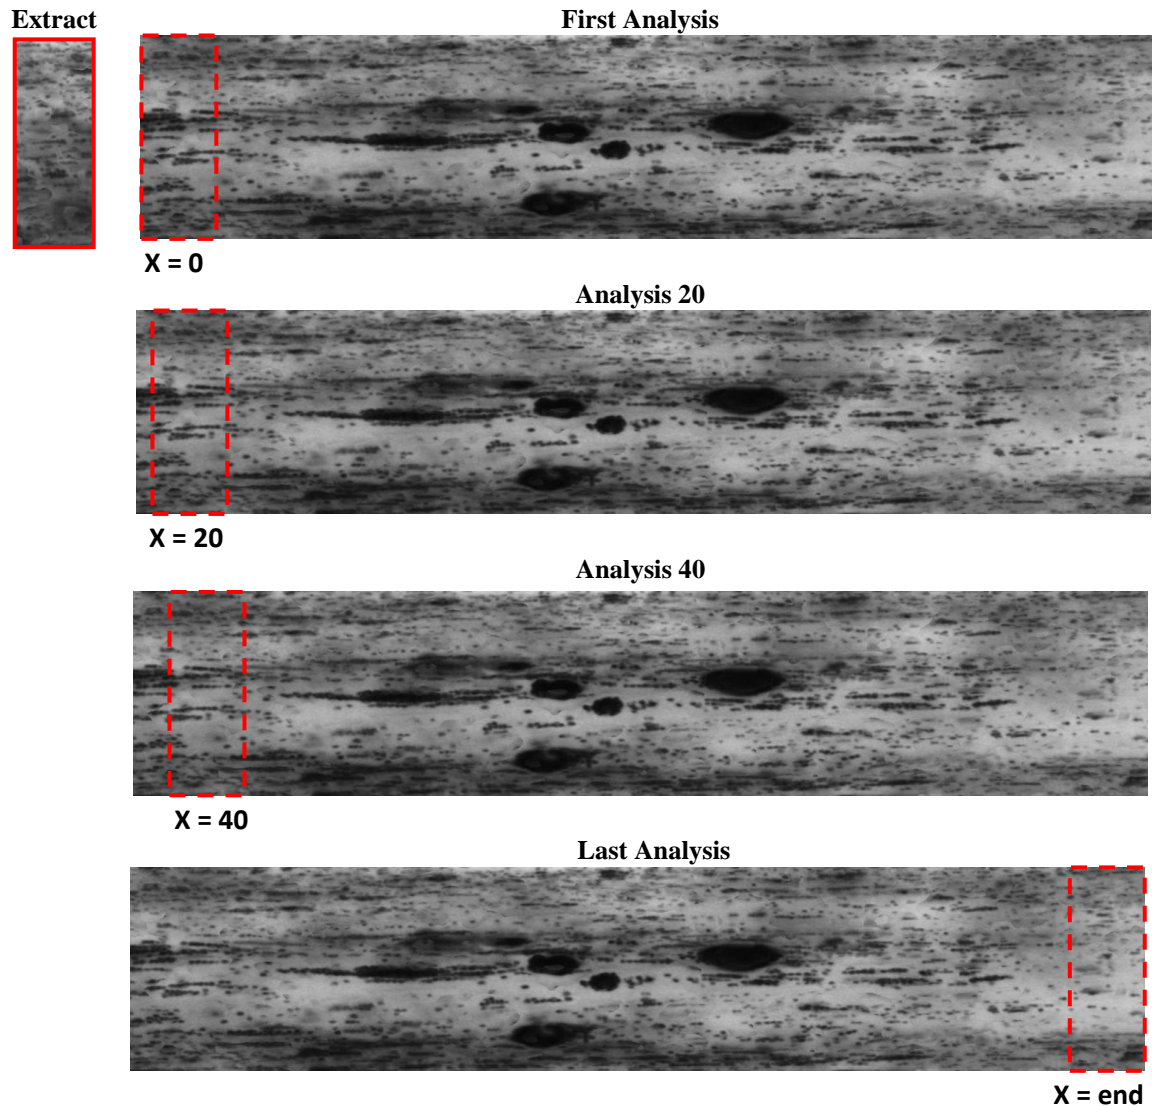 Extract
First Analysis
X = 0
Analysis 20
X = 20
Analysis 40
X = 40
Last Analysis
X = end